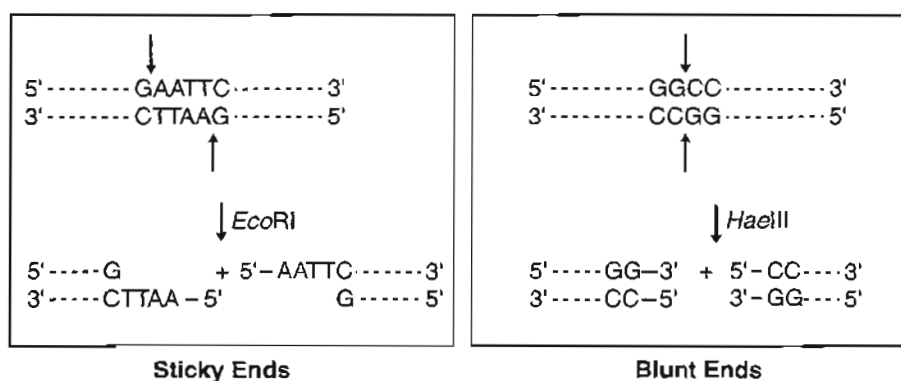 5'--------GAATTC--------3'
3'--------CTTAAG--------5'
EcoRI
5'-----G + 5'–AATTC------3'
3'-----CTTAA–5' G-----5'
Sticky Ends
5'--------GGCC--------3'
3'--------CCGG--------5'
HaeIII
5'-----GG–3' + 5'–CC----3'
3'-----CC–5' 3'–GG----5'
Blunt Ends